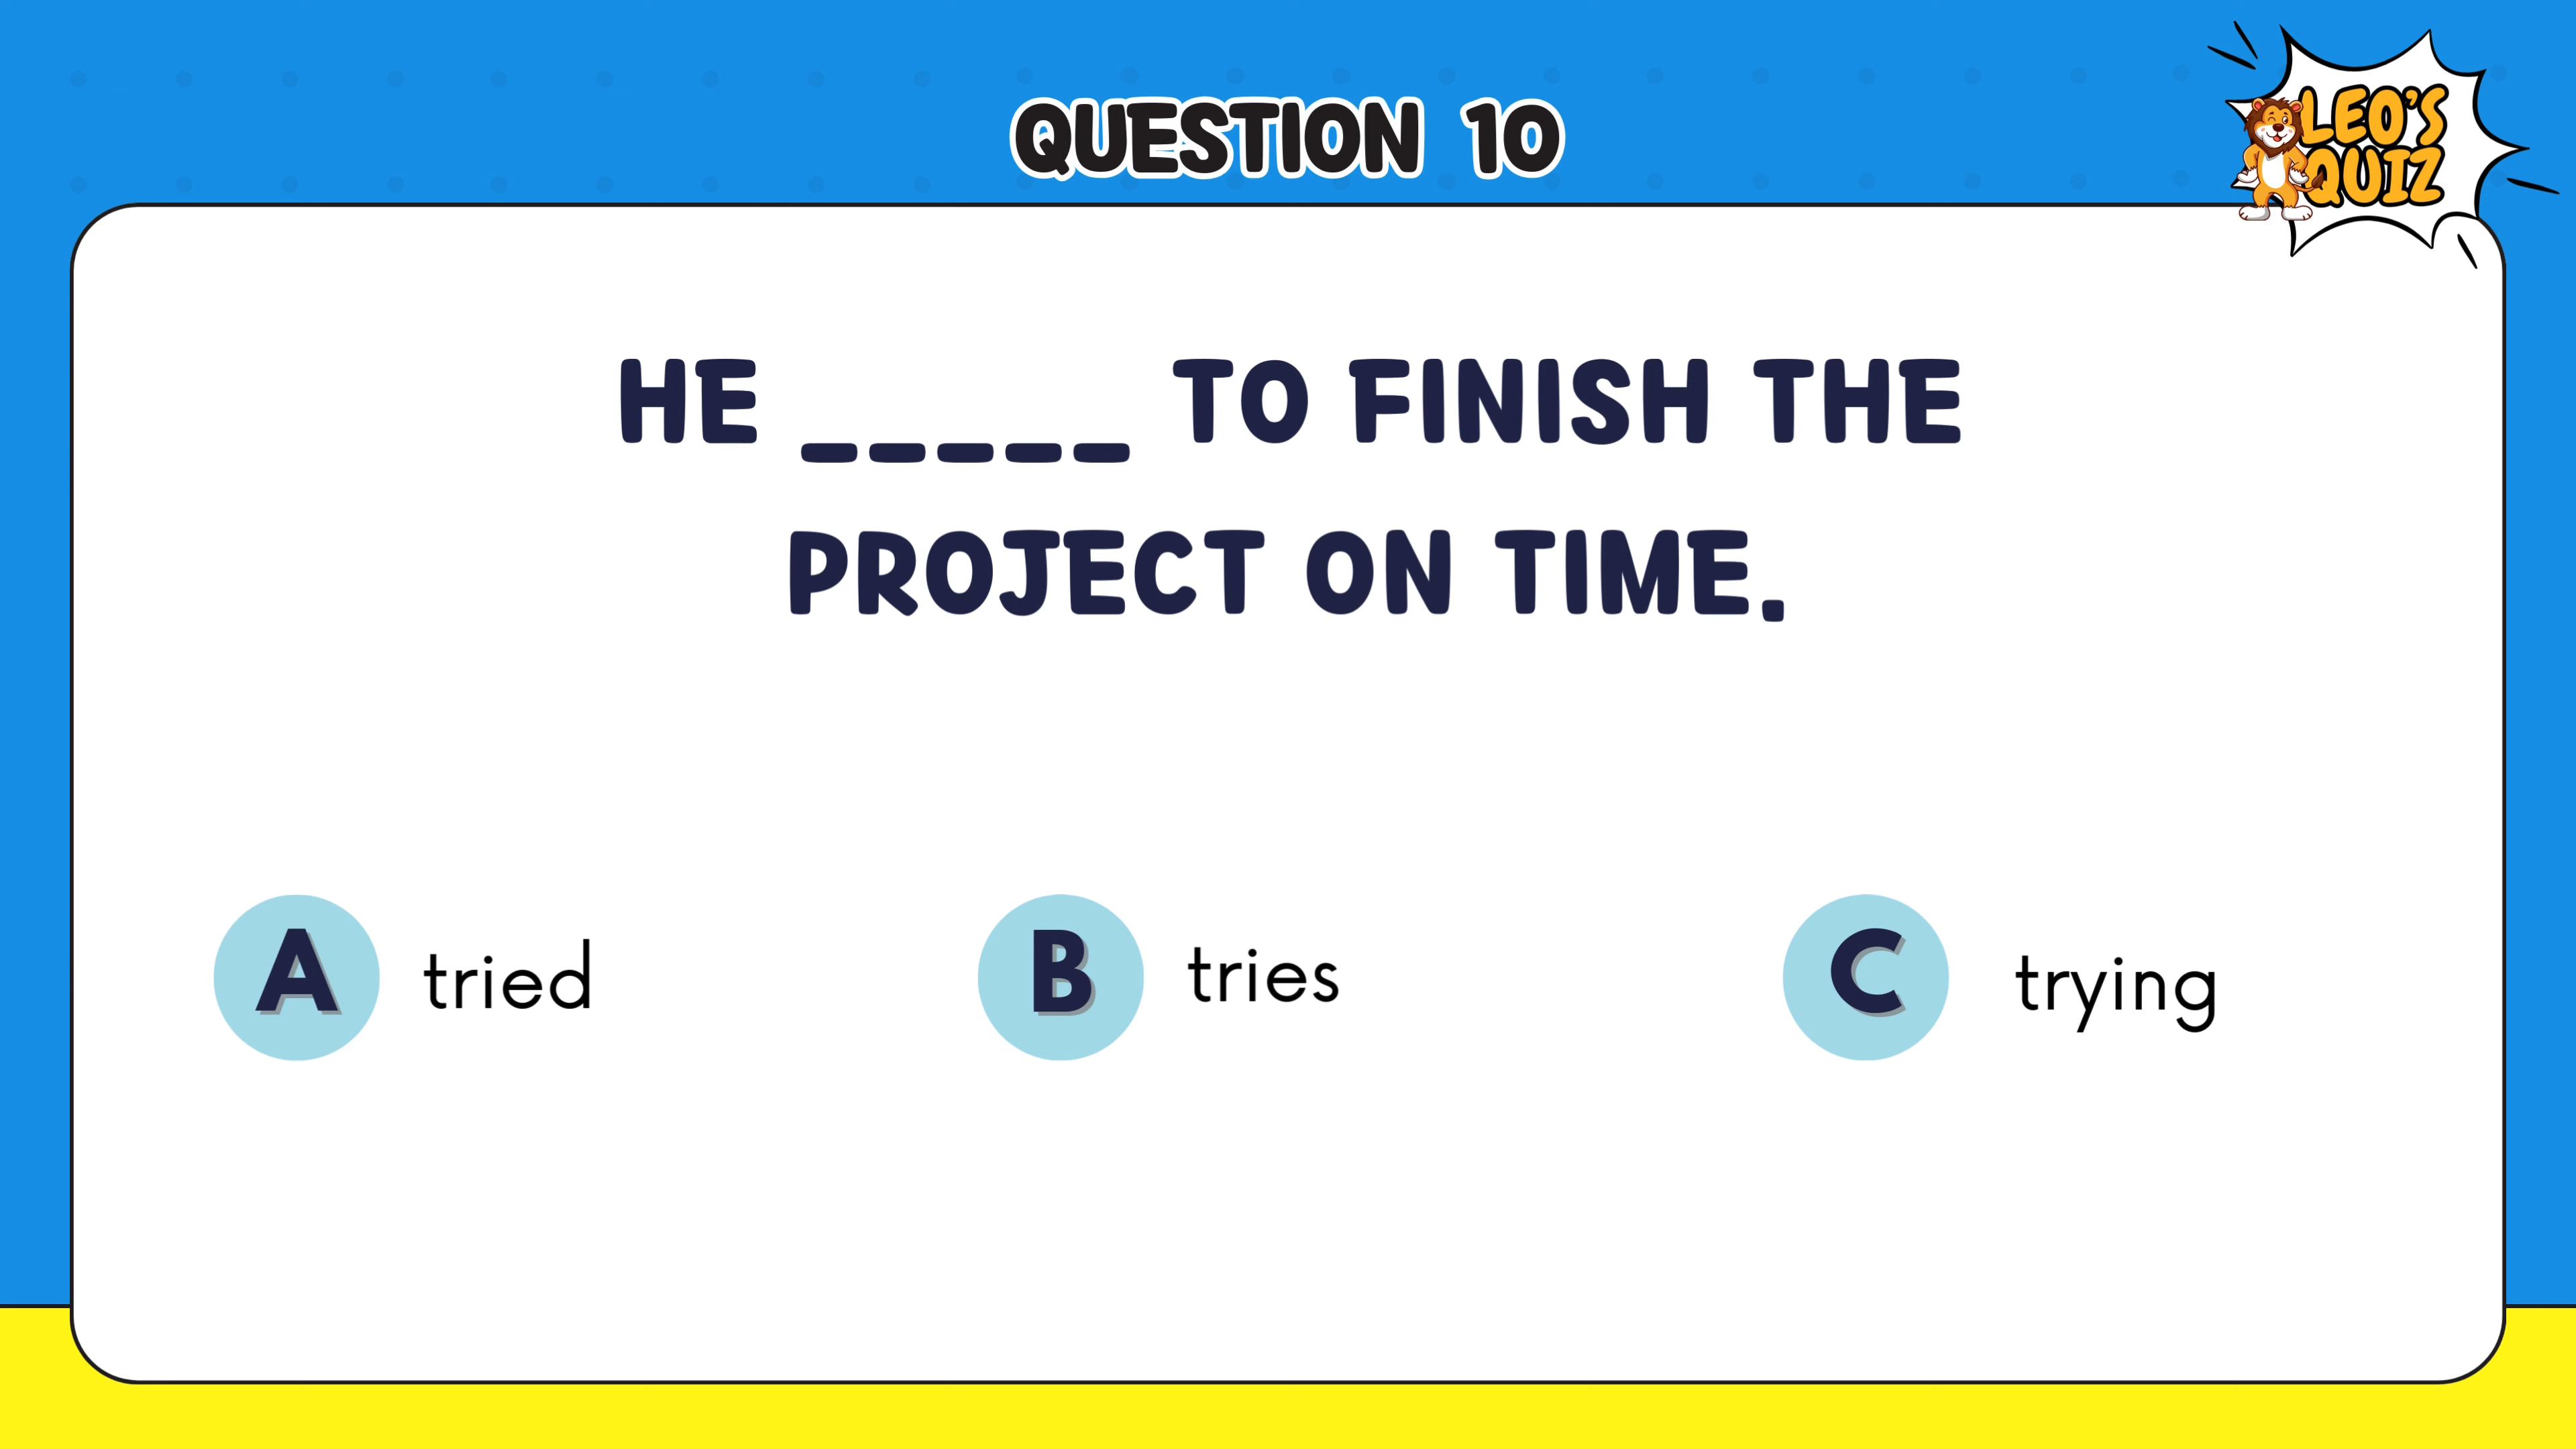 QUESTION 10
LEO'S
QUIZ
HE _____ TO FINISH THE
PROJECT ON TIME.
A tried
B tries
C trying